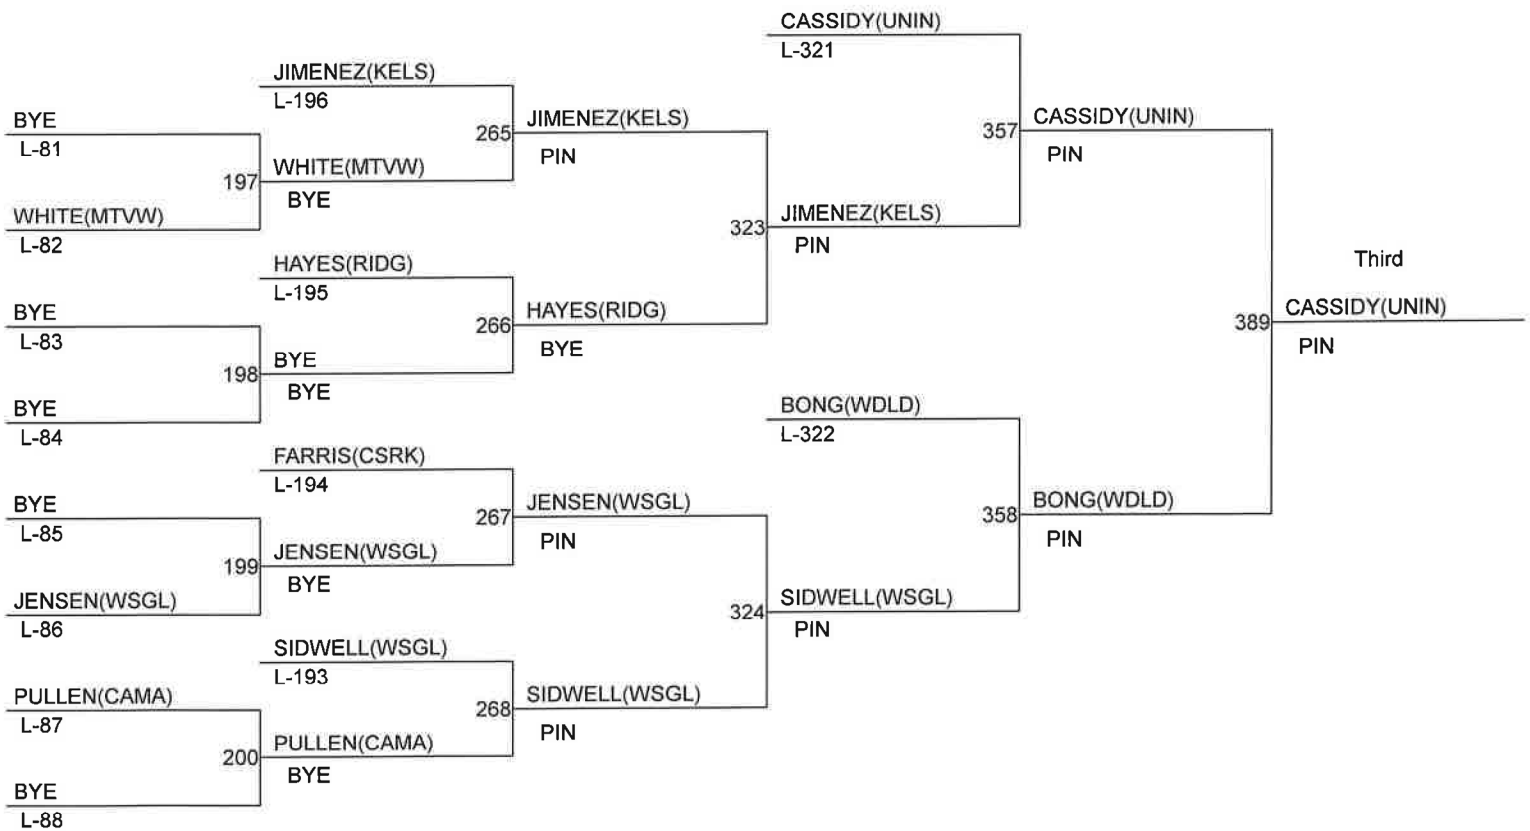 CASSIDY(UNIN)
L-321
JIMENEZ(KELS)
L-196
BYE
L-81
265
JIMENEZ(KELS)
PIN
357
CASSIDY(UNIN)
PIN
197
WHITE(MTVW)
BYE
WHITE(MTVW)
L-82
323
JIMENEZ(KELS)
PIN
HAYES(RIDG)
L-195
Third
BYE
L-83
266
HAYES(RIDG)
BYE
389
CASSIDY(UNIN)
PIN
198
BYE
BYE
BYE
L-84
BONG(WDLD)
L-322
FARRIS(CSRK)
L-194
BYE
L-85
267
JENSEN(WSGL)
PIN
358
BONG(WDLD)
PIN
199
JENSEN(WSGL)
BYE
JENSEN(WSGL)
L-86
324
SIDWELL(WSGL)
PIN
SIDWELL(WSGL)
L-193
PULLEN(CAMA)
L-87
268
SIDWELL(WSGL)
PIN
200
PULLEN(CAMA)
BYE
BYE
L-88